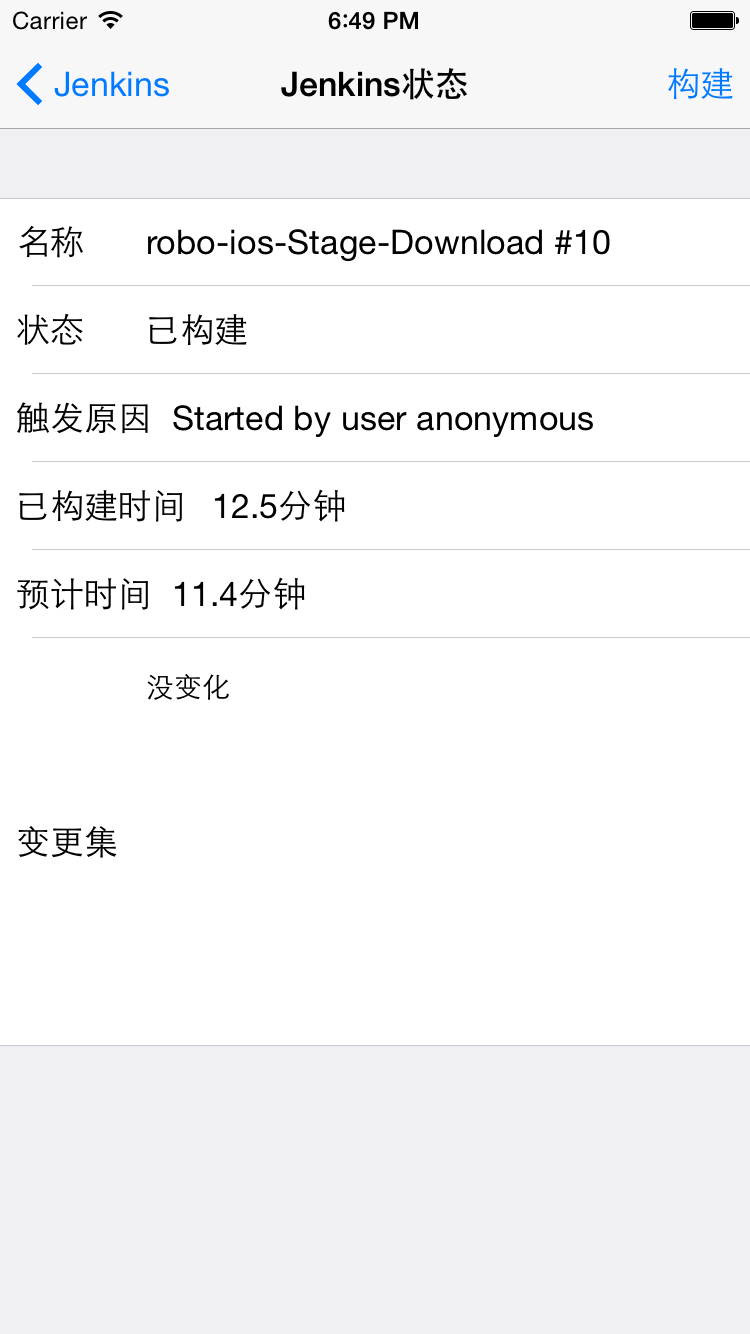 Carrier 6:49 PM
Jenkins Jenkins状态 构建
名称 robo-ios-Stage-Download #10
状态 已构建
触发原因 Started by user anonymous
已构建时间 12.5分钟
预计时间 11.4分钟
没变化
变更集